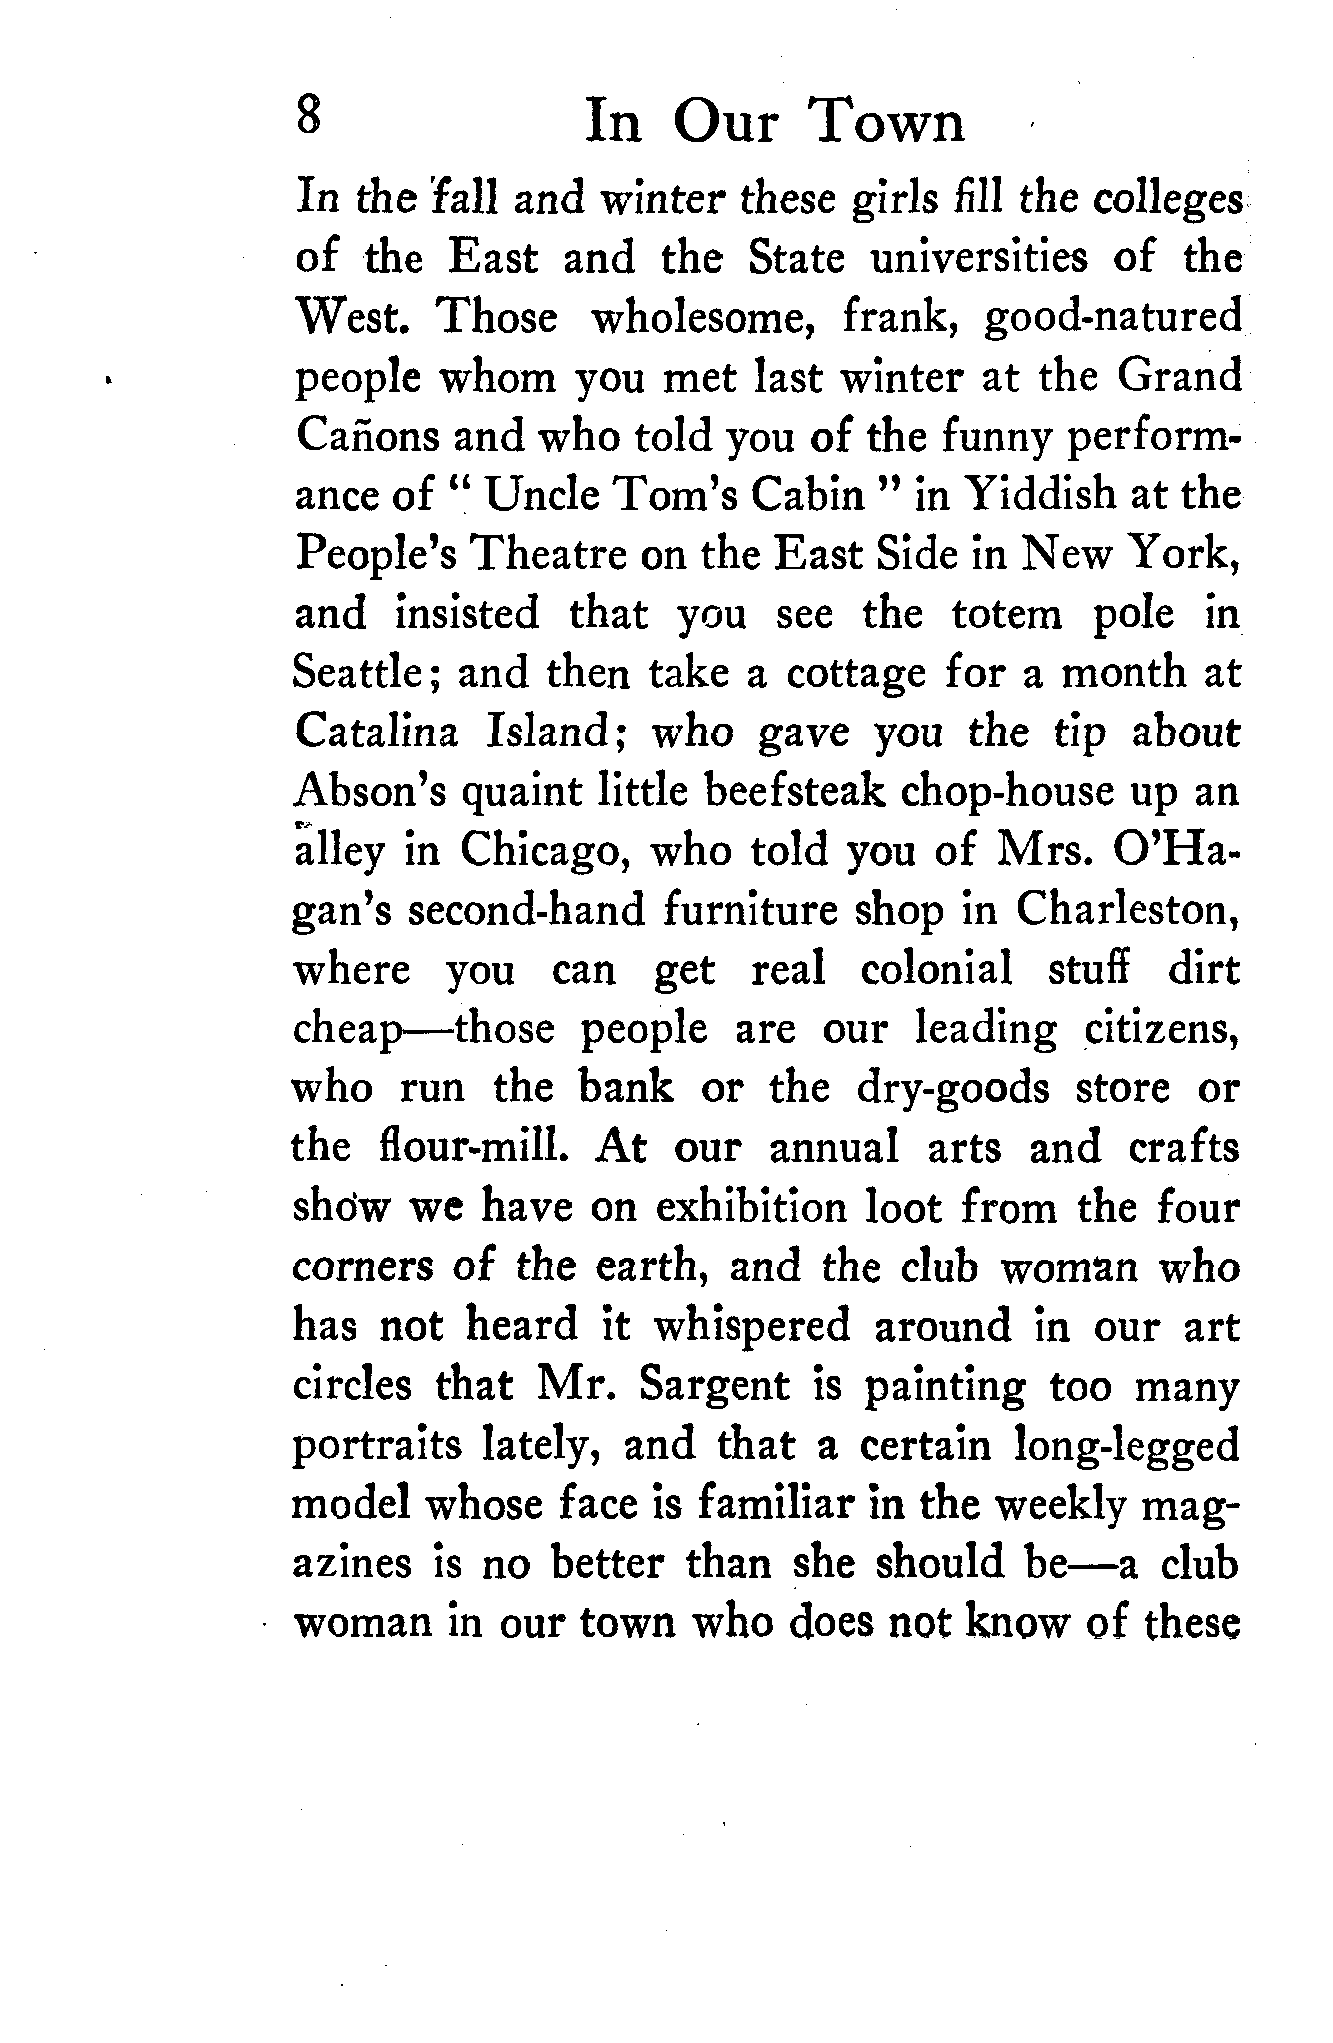 8 In Our Town
In the fall and winter these girls fill the colleges
of the East and the State universities of the
West. Those wholesome, frank, good-natured
people whom you met last winter at the Grand
Cañons and who told you of the funny perform-
ance of “ Uncle Tom’s Cabin ” in Yiddish at the
People’s Theatre on the East Side in New York,
and insisted that you see the totem pole in
Seattle; and then take a cottage for a month at
Catalina Island; who gave you the tip about
Abson’s quaint little beefsteak chop-house up an
alley in Chicago, who told you of Mrs. O’Ha-
gan’s second-hand furniture shop in Charleston,
where you can get real colonial stuff dirt
cheap—those people are our leading citizens,
who run the bank or the dry-goods store or
the flour-mill. At our annual arts and crafts
show we have on exhibition loot from the four
corners of the earth, and the club woman who
has not heard it whispered around in our art
circles that Mr. Sargent is painting too many
portraits lately, and that a certain long-legged
model whose face is familiar in the weekly mag-
azines is no better than she should be—a club
woman in our town who does not know of these